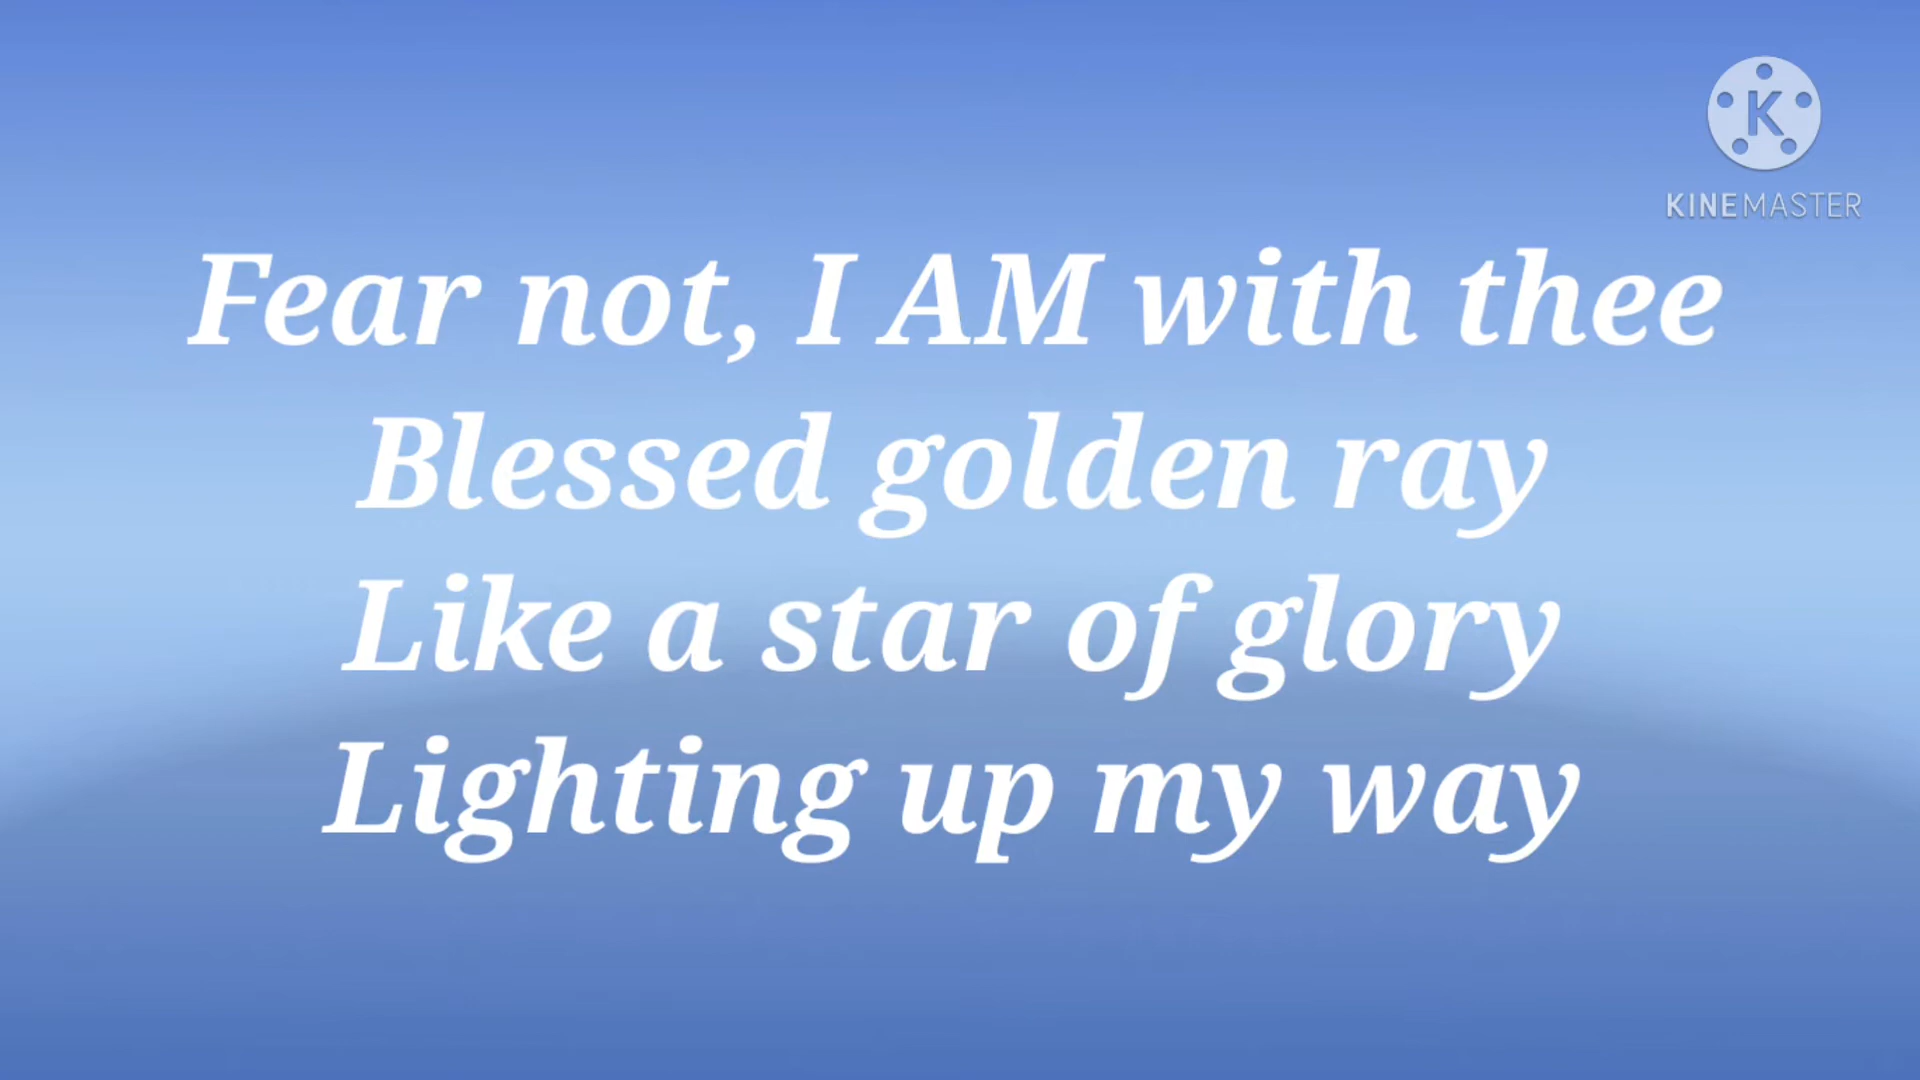 K
KINEMASTER
Fear not, I AM with thee
Blessed golden ray
Like a star of glory
Lighting up my way